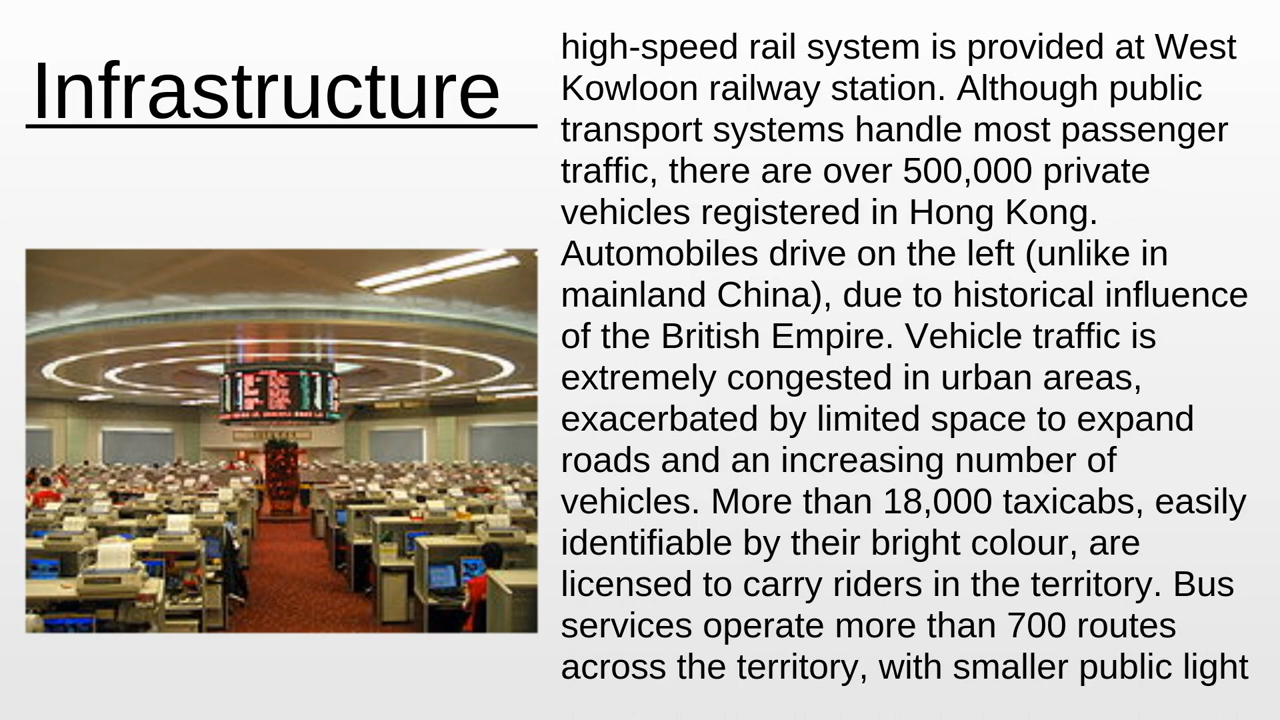 Infrastructure
high-speed rail system is provided at West
Kowloon railway station. Although public
transport systems handle most passenger
traffic, there are over 500,000 private
vehicles registered in Hong Kong.
Automobiles drive on the left (unlike in
mainland China), due to historical influence
of the British Empire. Vehicle traffic is
extremely congested in urban areas,
exacerbated by limited space to expand
roads and an increasing number of
vehicles. More than 18,000 taxicabs, easily
identifiable by their bright colour, are
licensed to carry riders in the territory. Bus
services operate more than 700 routes
across the territory, with smaller public light